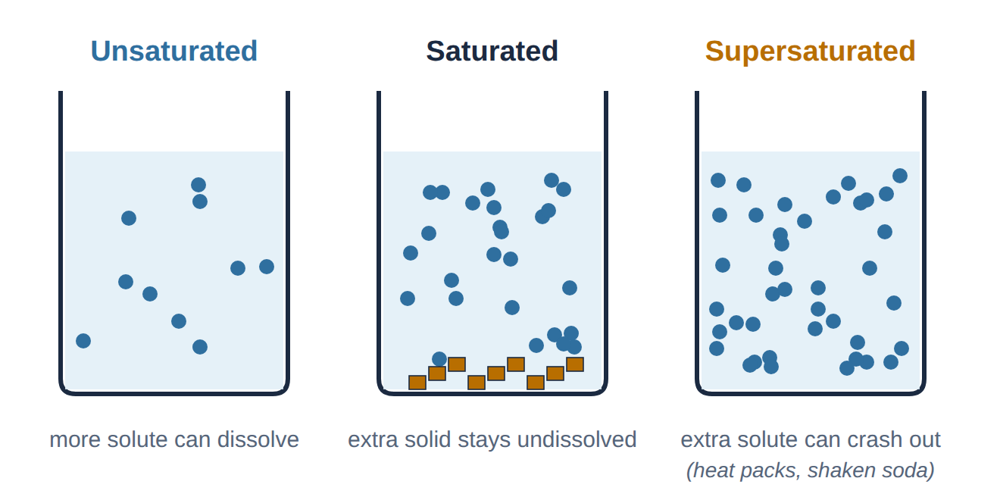 Unsaturated
Saturated
Supersaturated
more solute can dissolve
extra solid stays undissolved
extra solute can crash out
(heat packs, shaken soda)